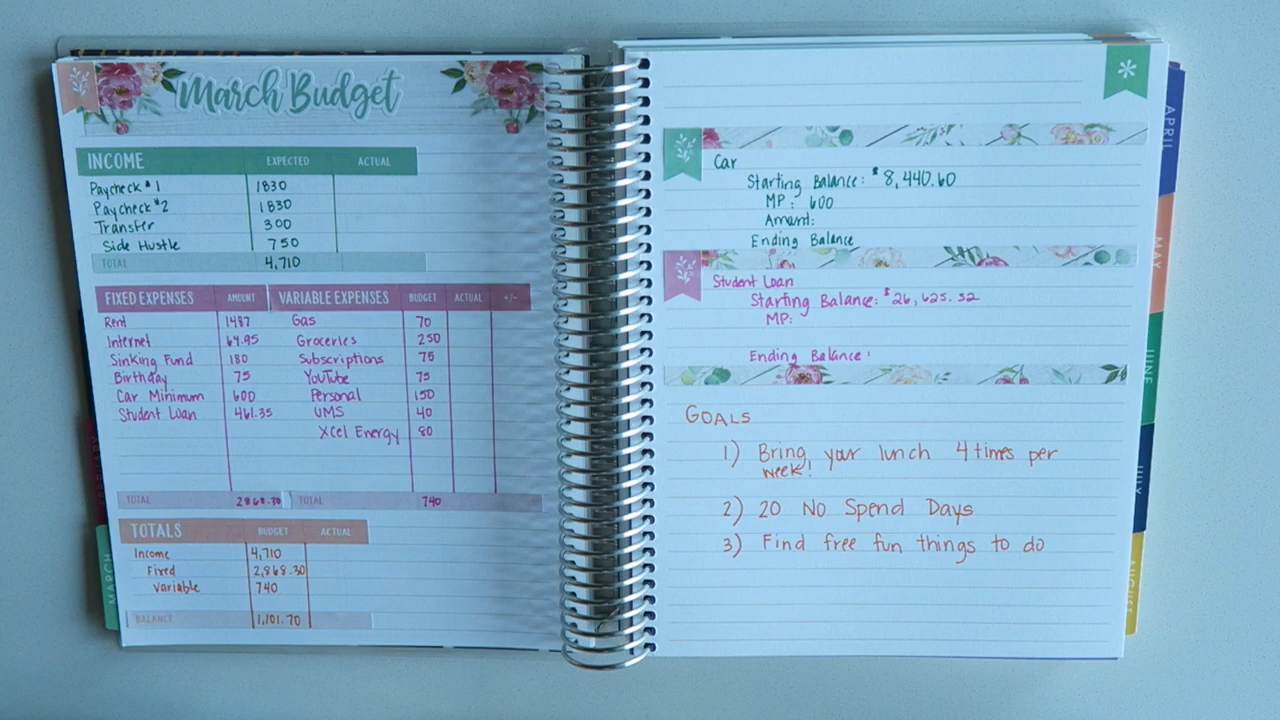 March Budget
INCOME EXPECTED ACTUAL
Paycheck #1 1830
Paycheck #2 1830
Transfer 300
Side Hustle 750
TOTAL 4,710
FIXED EXPENSES AMOUNT VARIABLE EXPENSES BUDGET ACTUAL +/-
Rent 1487 Gas 70
Internet 64.95 Groceries 250
Sinking Fund 180 Subscriptions 75
Birthday 75 YouTube 75
Car Minimum 600 Personal 150
Student Loan 461.35 UMS 40
Xcel Energy 80
TOTAL 2868.30 TOTAL 740
TOTALS BUDGET ACTUAL
Income 4,710
Fixed 2,868.30
Variable 740
BALANCE 1,101.70
MARCH
Car
Starting Balance: $8,440.60
MP: 600
Amount:
Ending Balance
Student Loan
Starting Balance: $26,625.32
MP:
Ending Balance:
GOALS
1) Bring your lunch 4 times per
week!
2) 20 No Spend Days
3) Find free fun things to do
APRIL
MAY
JUNE
JULY
AUGUST